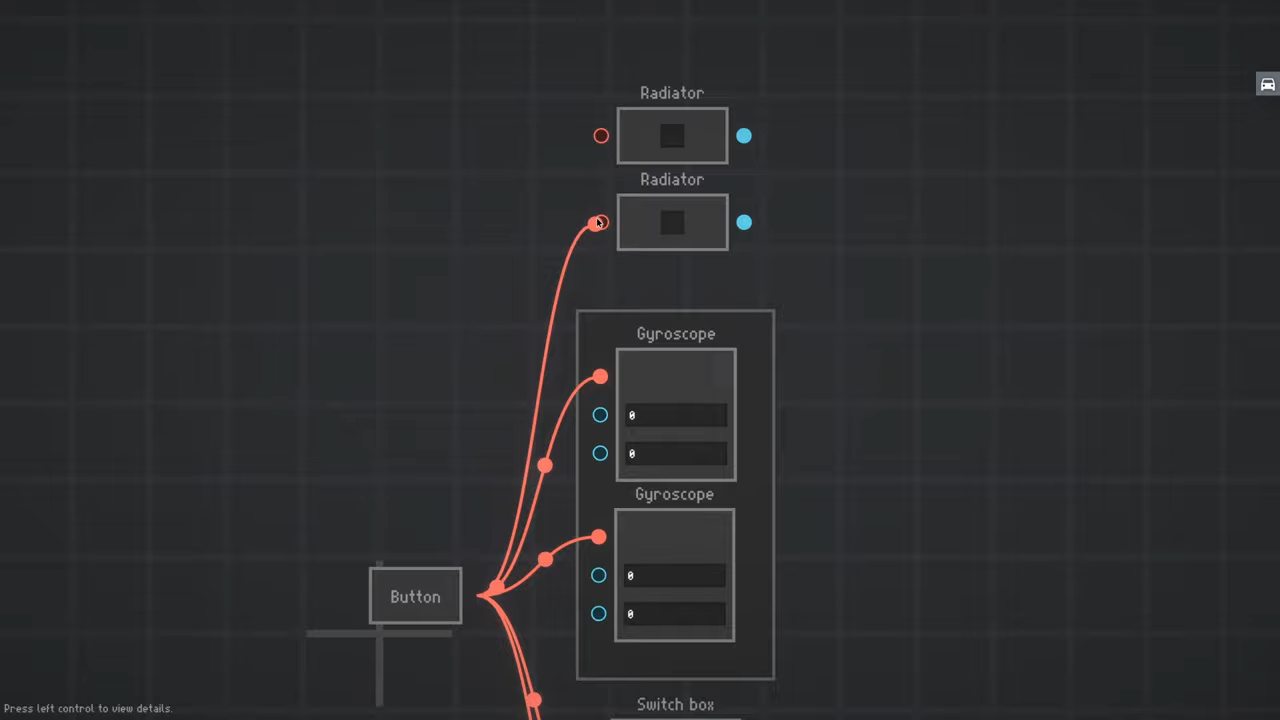 Radiator
Radiator
Gyroscope
0
0
Gyroscope
0
0
Button
Switch box
Press left control to view details.